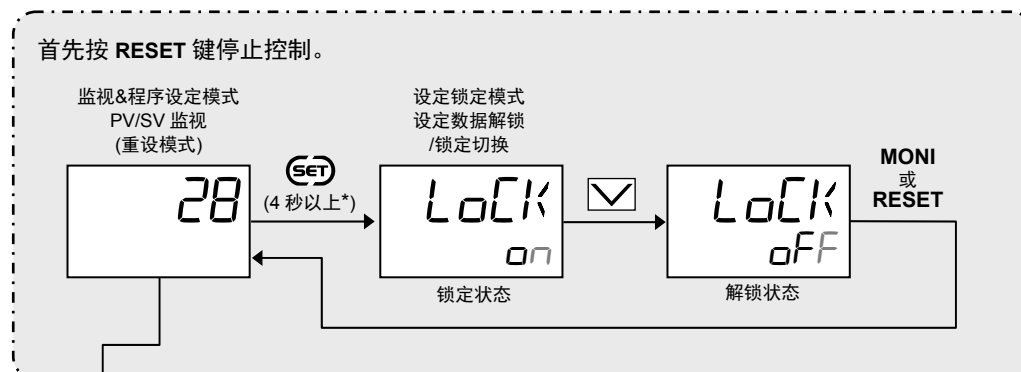 首先按 RESET 键停止控制。
监视&程序设定模式
PV/SV 监视
(重设模式)
28
SET
(4 秒以上*)
设定锁定模式
设定数据解锁
/锁定切换
LoCK
on
锁定状态
LoCK
oFF
解锁状态
MONI
或
RESET